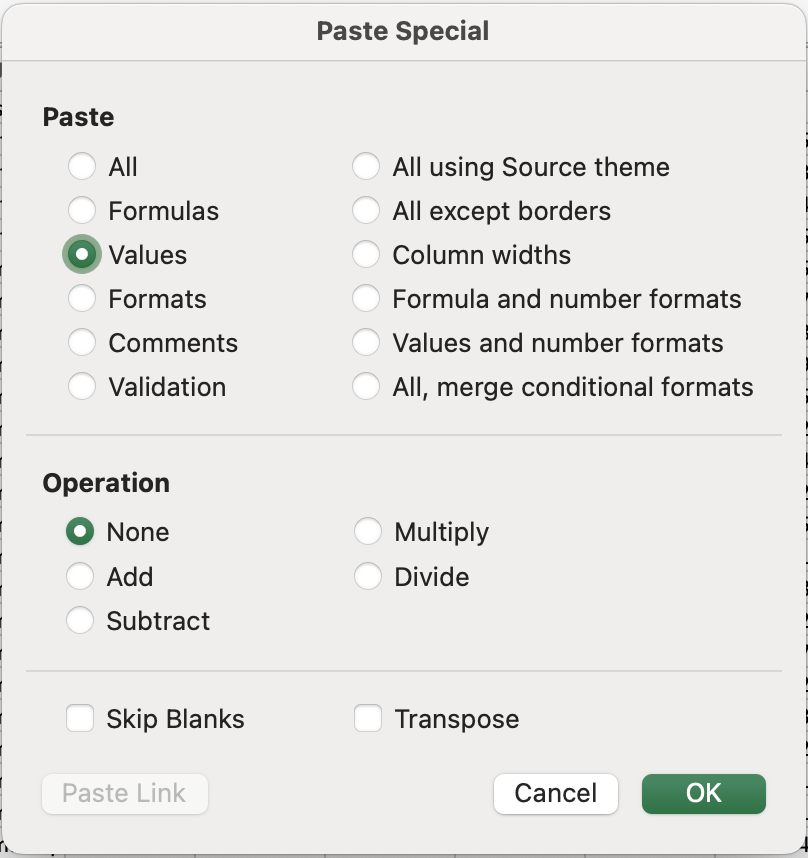 Paste Special
Paste
All
All using Source theme
Formulas
All except borders
Values
Column widths
Formats
Formula and number formats
Comments
Values and number formats
Validation
All, merge conditional formats
Operation
None
Multiply
Add
Divide
Subtract
Skip Blanks
Transpose
Paste Link
Cancel
OK